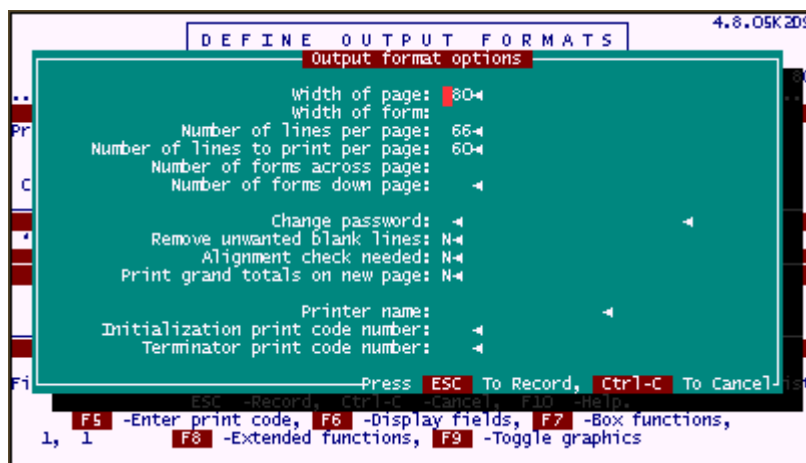 4.8.05K2D9
DEFINE OUTPUT FORMATS
Output format options
Width of page: 80
Width of form:
Number of lines per page: 66
Number of lines to print per page: 60
Number of forms across page:
Number of forms down page:
Change password:
Remove unwanted blank lines: N
Alignment check needed: N
Print grand totals on new page: N
Printer name:
Initialization print code number:
Terminator print code number:
Press ESC To Record, Ctrl-C To Cancel
ESC -Record, Ctrl-C -Cancel, F10 -Help.
F5 -Enter print code, F6 -Display fields, F7 -Box functions,
1, 1 F8 -Extended functions, F9 -Toggle graphics